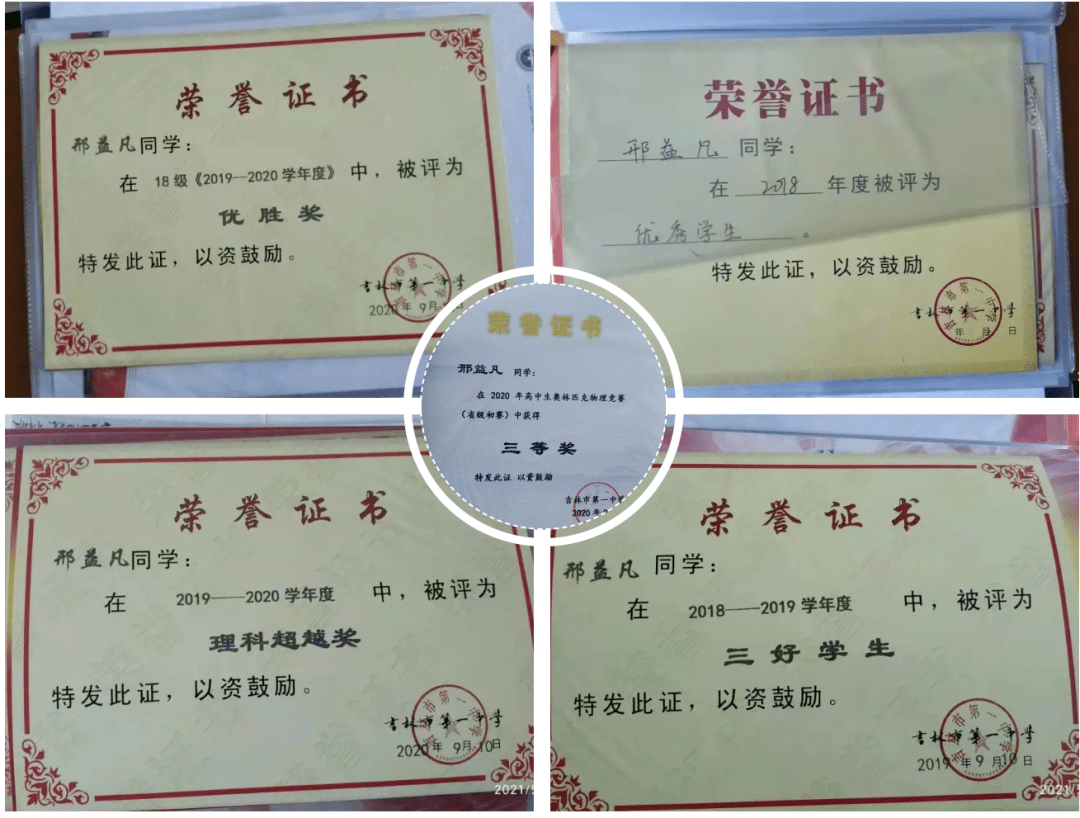 荣誉证书
邢益凡同学：
在 18级《2019--2020学年度》中，被评为
优胜奖
特发此证，以资鼓励。
吉林市第一中学
2020年 9月
荣誉证书
邢益凡 同学：
在 2018 年度被评为
优秀学生 。
特发此证，以资鼓励。
吉林市第一中学
年 月 日
荣誉证书
邢益凡 同学：
在 2020 年高中生奥林匹克物理竞赛
（省级初赛）中获得
三等奖
特发此证 以资鼓励
吉林市第一中学
2020 年
荣誉证书
邢益凡同学：
在 2019——2020学年度 中，被评为
理科超越奖
特发此证，以资鼓励。
吉林市第一中学
2020年 9月10日
2021/5
荣誉证书
邢益凡 同学：
在 2018——2019学年度 中，被评为
三好学生
特发此证，以资鼓励。
吉林市第一中学
2019年9月10日
2021/5